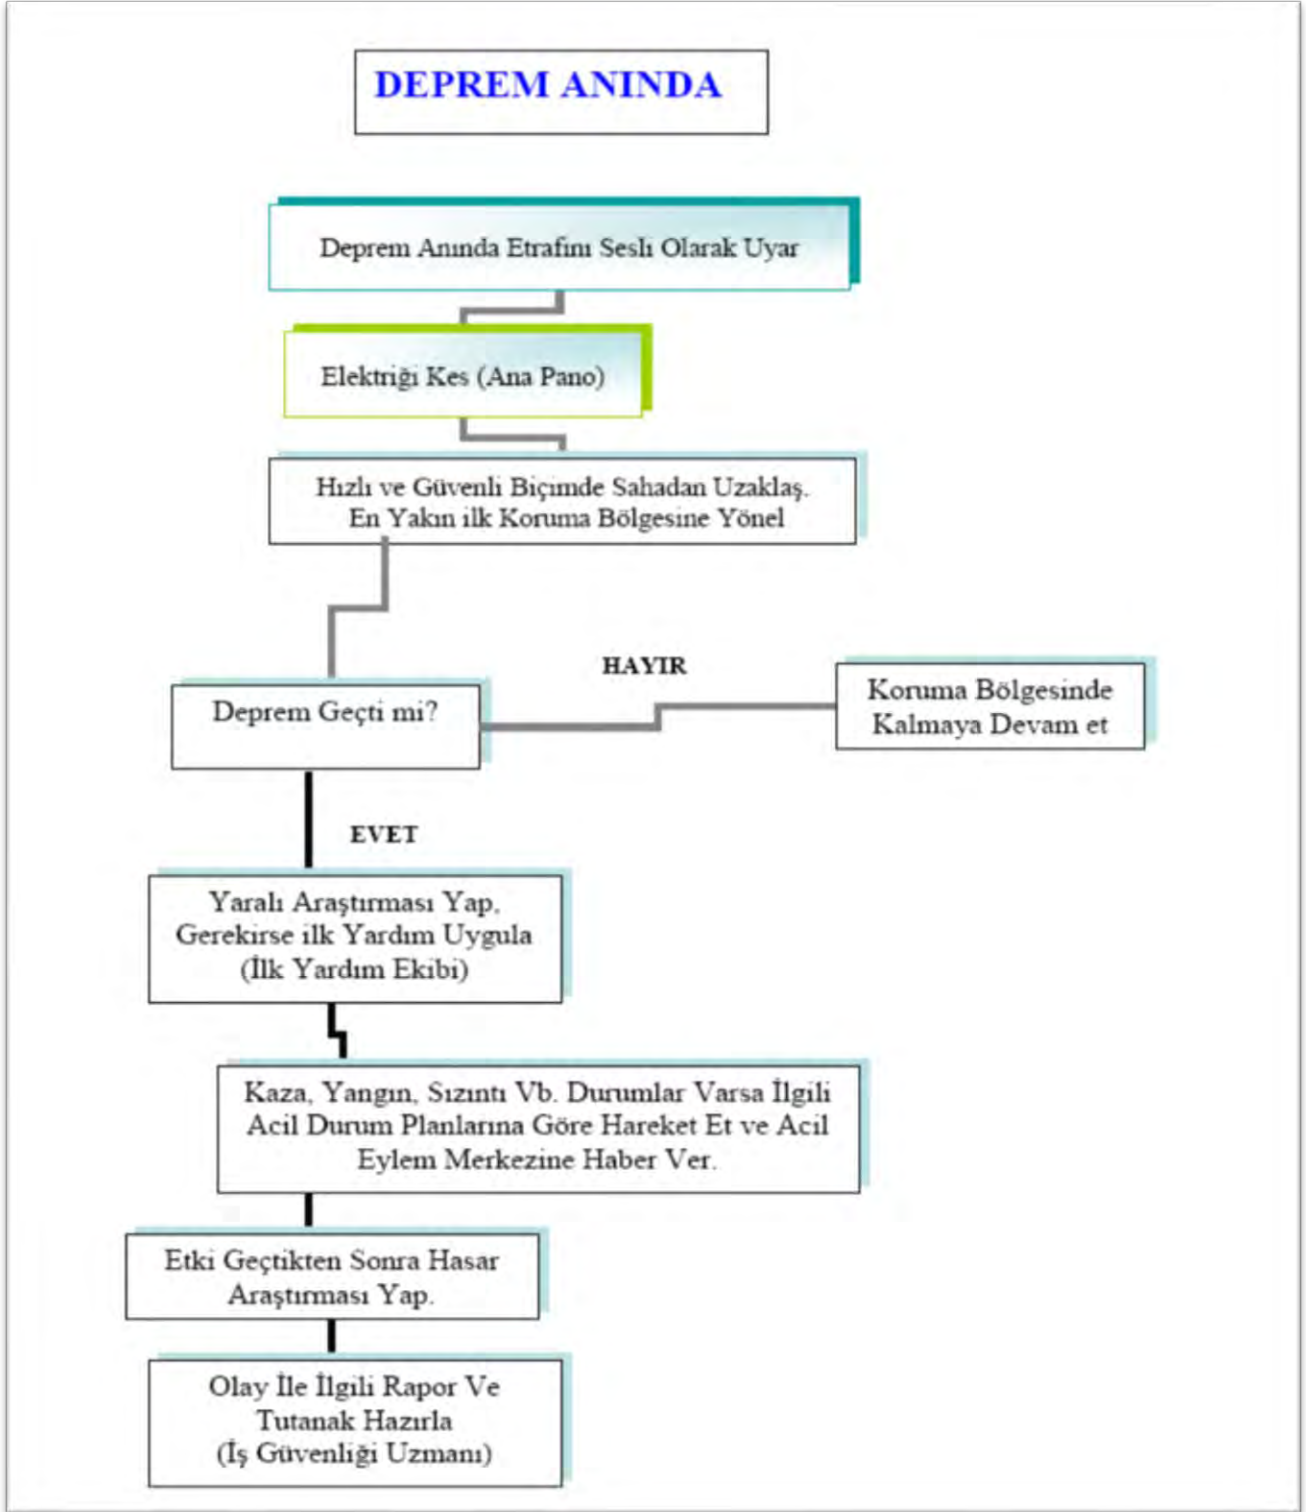 DEPREM ANINDA
Deprem Anında Etrafını Sesli Olarak Uyar
Elektriği Kes (Ana Pano)
Hızlı ve Güvenli Biçimde Sahadan Uzaklaş.
En Yakın ilk Koruma Bölgesine Yönel
HAYIR
Deprem Geçti mi?
Koruma Bölgesinde
Kalmaya Devam et
EVET
Yaralı Araştırması Yap,
Gerekirse ilk Yardım Uygula
(İlk Yardım Ekibi)
Kaza, Yangın, Sızıntı Vb. Durumlar Varsa İlgili
Acil Durum Planlarına Göre Hareket Et ve Acil
Eylem Merkezine Haber Ver.
Etki Geçtikten Sonra Hasar
Araştırması Yap.
Olay İle İlgili Rapor Ve
Tutanak Hazırla
(İş Güvenliği Uzmanı)